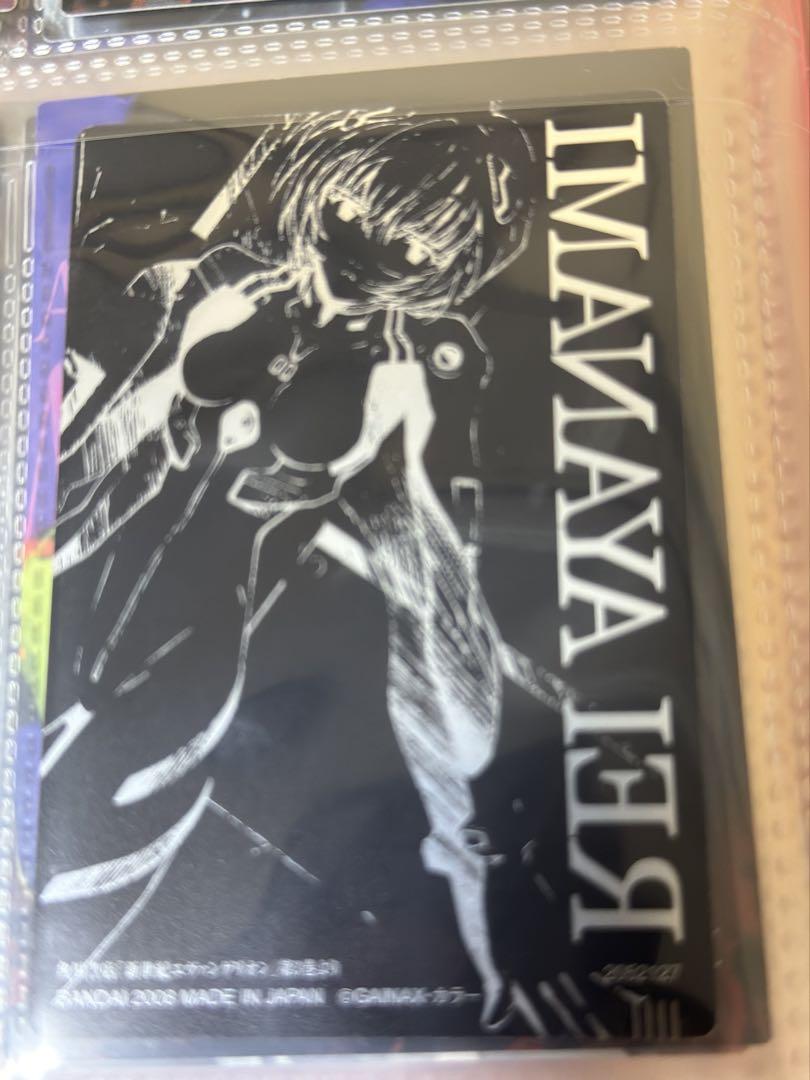 REI AYANAMI
BANDAI 2008 MADE IN JAPAN ©GAINAX・カラー